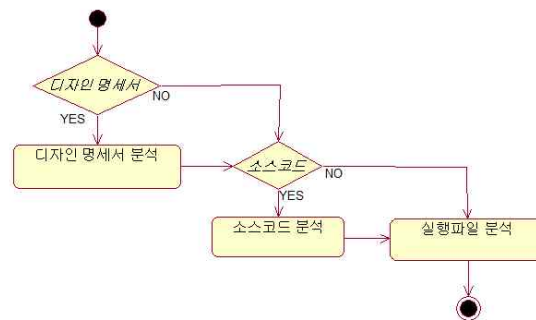 디자인 명세서
NO
YES
디자인 명세서 분석
소스코드
NO
YES
소스코드 분석
실행파일 분석